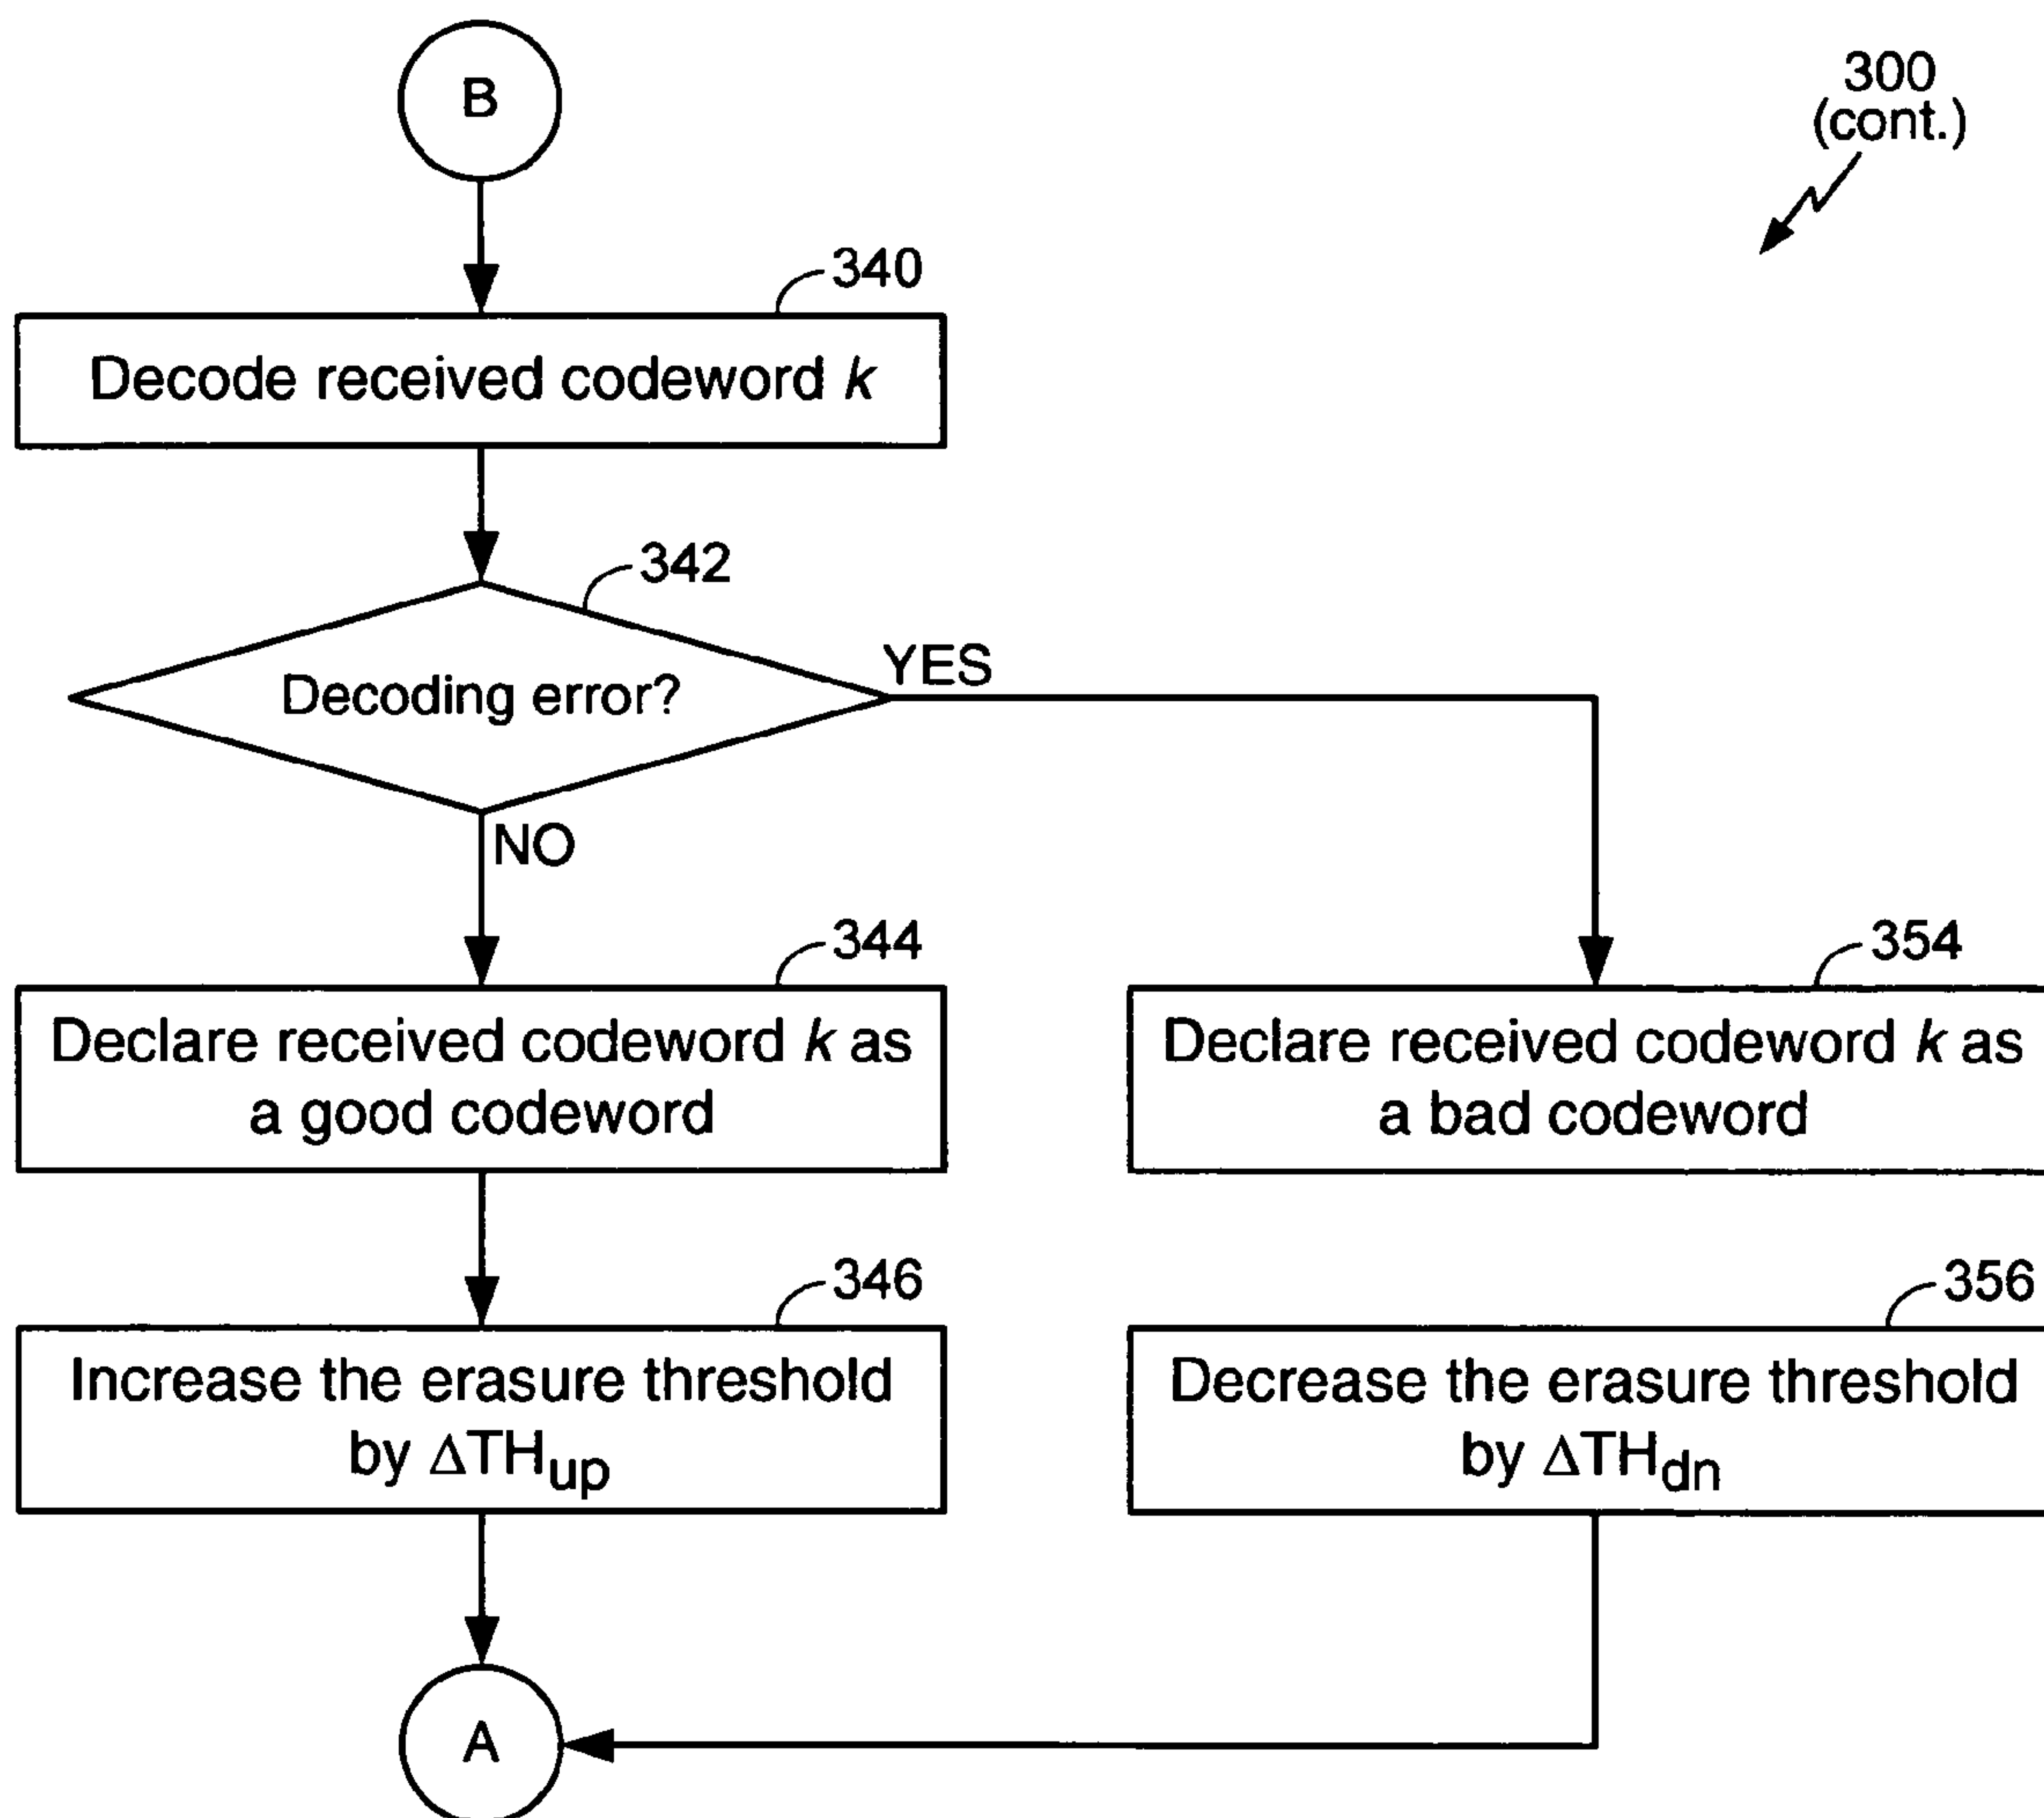 B
300
(cont.)
340
Decode received codeword k
342
Decoding error?
YES
NO
344
Declare received codeword k as
a good codeword
354
Declare received codeword k as
a bad codeword
346
Increase the erasure threshold
by ΔTHup
356
Decrease the erasure threshold
by ΔTHdn
A